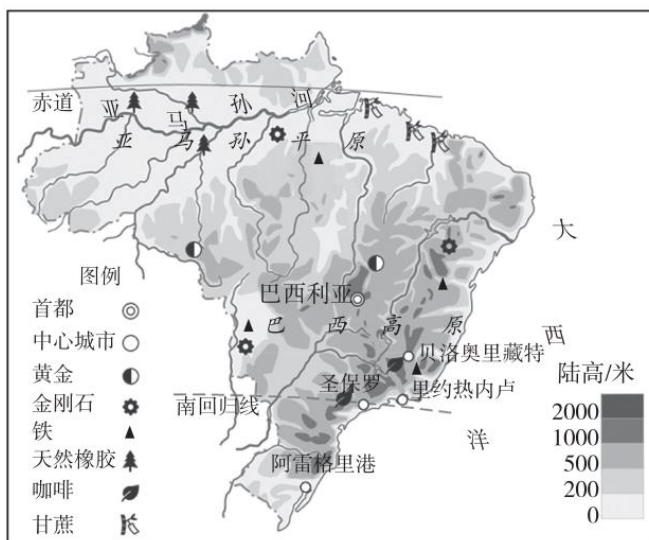 赤道
亚马孙河
亚马孙平原
大西洋
图例
首都
中心城市
黄金
金刚石
铁
天然橡胶
咖啡
甘蔗
巴西利亚
巴西高原
贝洛奥里藏特
圣保罗
里约热内卢
南回归线
阿雷格里港
陆高/米
2000
1000
500
200
0